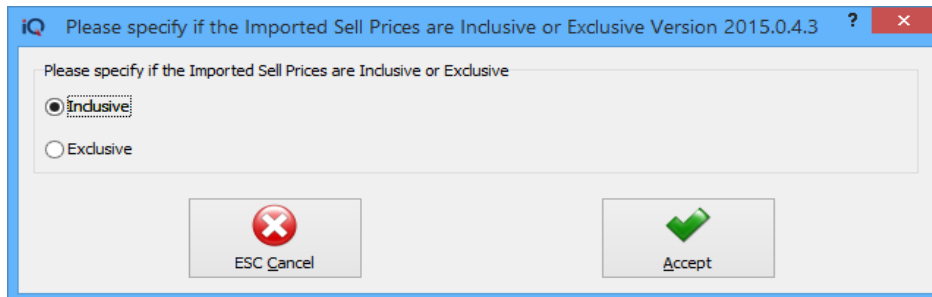 iQ Please specify if the Imported Sell Prices are Inclusive or Exclusive Version 2015.0.4.3 ?
Please specify if the Imported Sell Prices are Inclusive or Exclusive
Inclusive
Exclusive
ESC Cancel Accept